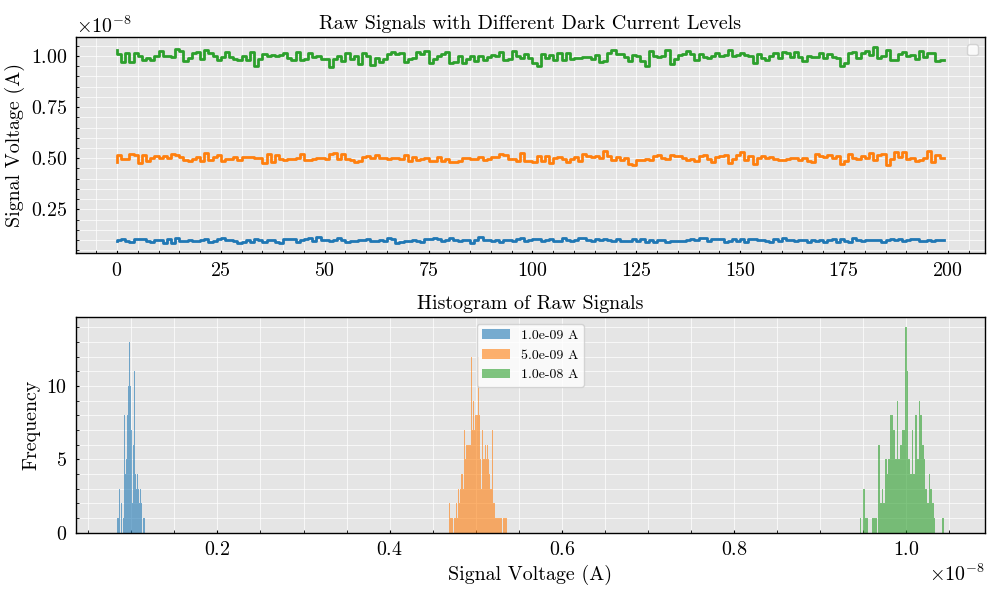 Raw Signals with Different Dark Current Levels
×10⁻⁸
Signal Voltage (A)
1.00
0.75
0.50
0.25
0 25 50 75 100 125 150 175 200
Histogram of Raw Signals
1.0e-09 A
5.0e-09 A
1.0e-08 A
Frequency
10
5
0
0.2 0.4 0.6 0.8 1.0
Signal Voltage (A)
×10⁻⁸